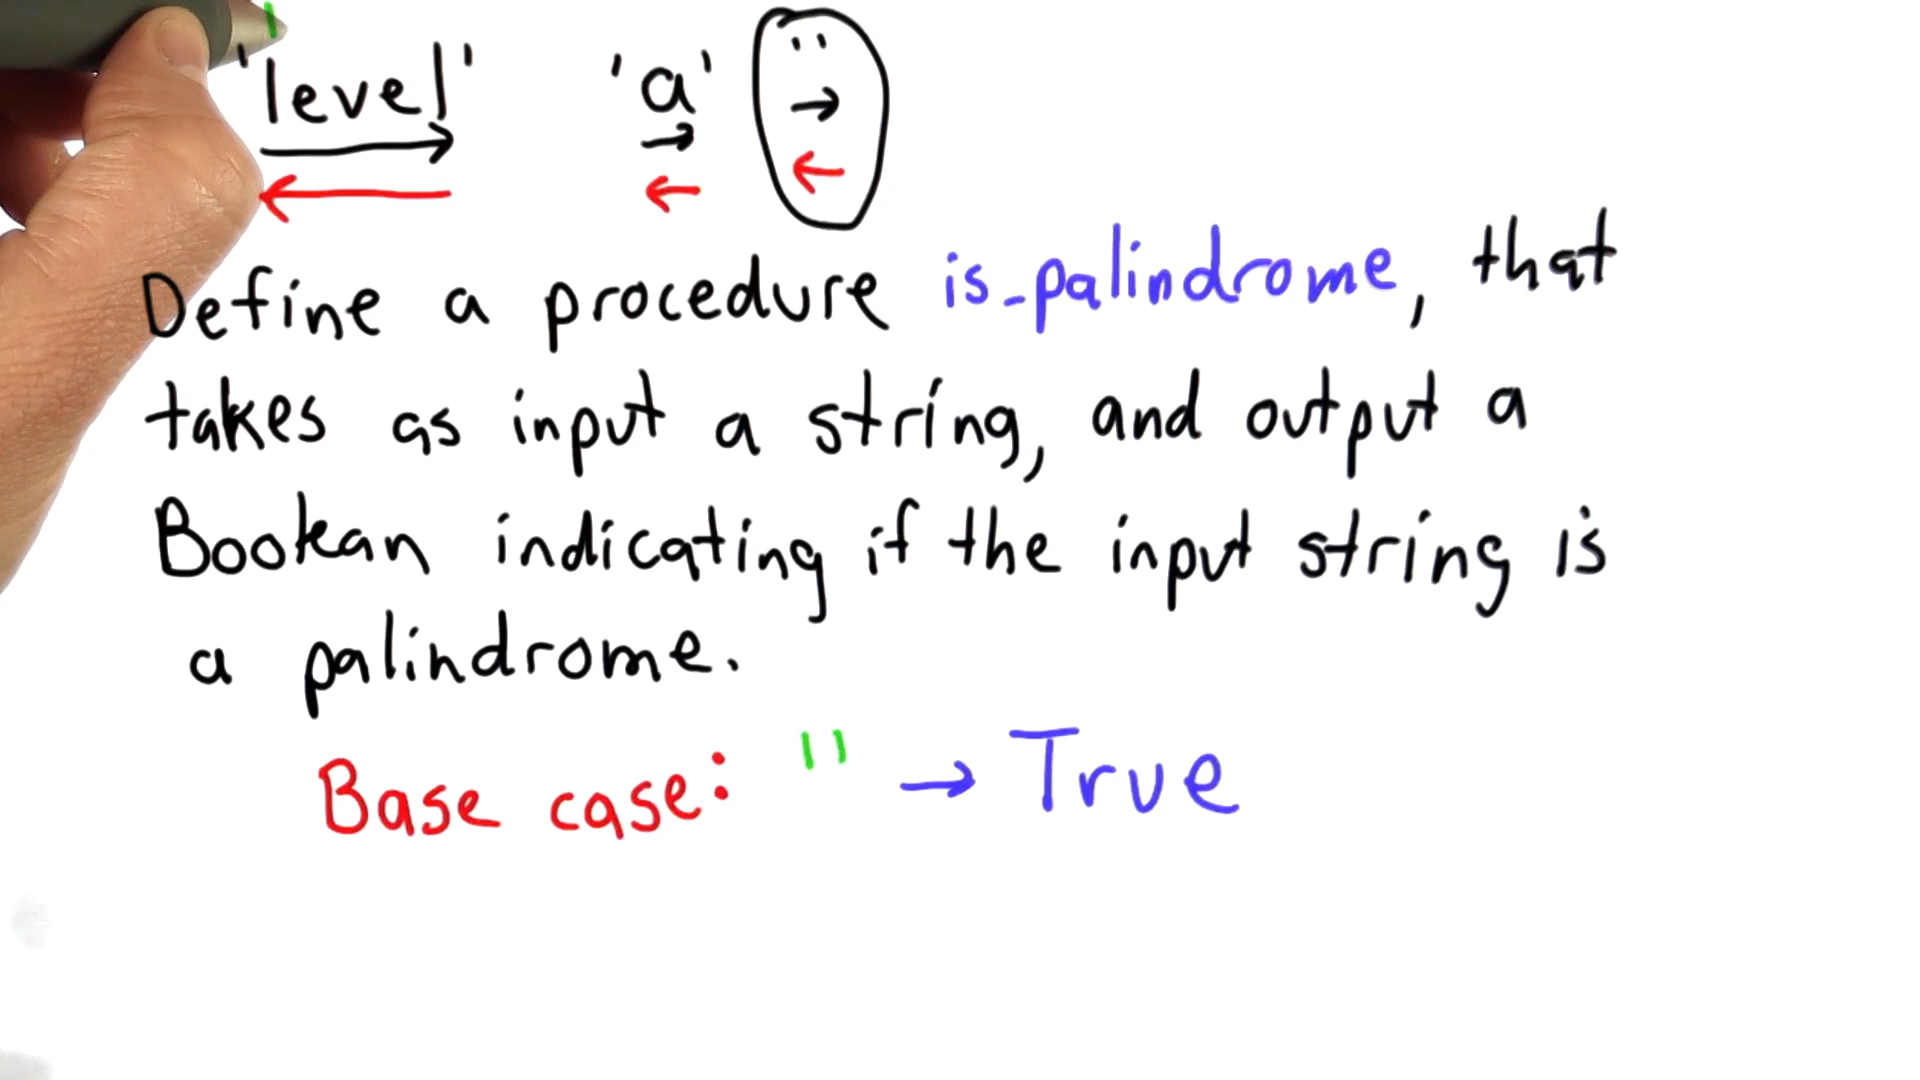 'level' 'a' ''
Define a procedure is_palindrome, that
takes as input a string, and output a
Boolean indicating if the input string is
a palindrome.
Base case: '' → True